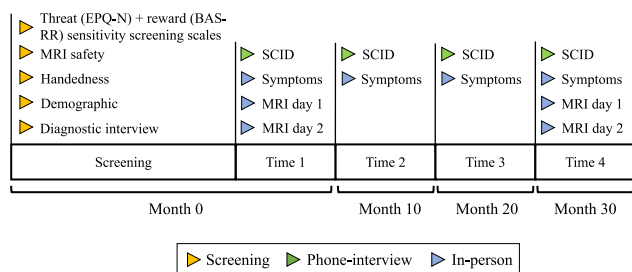 Threat (EPQ-N) + reward (BAS-
RR) sensitivity screening scales
MRI safety
Handedness
Demographic
Diagnostic interview
SCID
Symptoms
MRI day 1
MRI day 2
SCID
Symptoms
SCID
Symptoms
SCID
Symptoms
MRI day 1
MRI day 2
Screening
Time 1
Time 2
Time 3
Time 4
Month 0
Month 10
Month 20
Month 30
Screening
Phone-interview
In-person